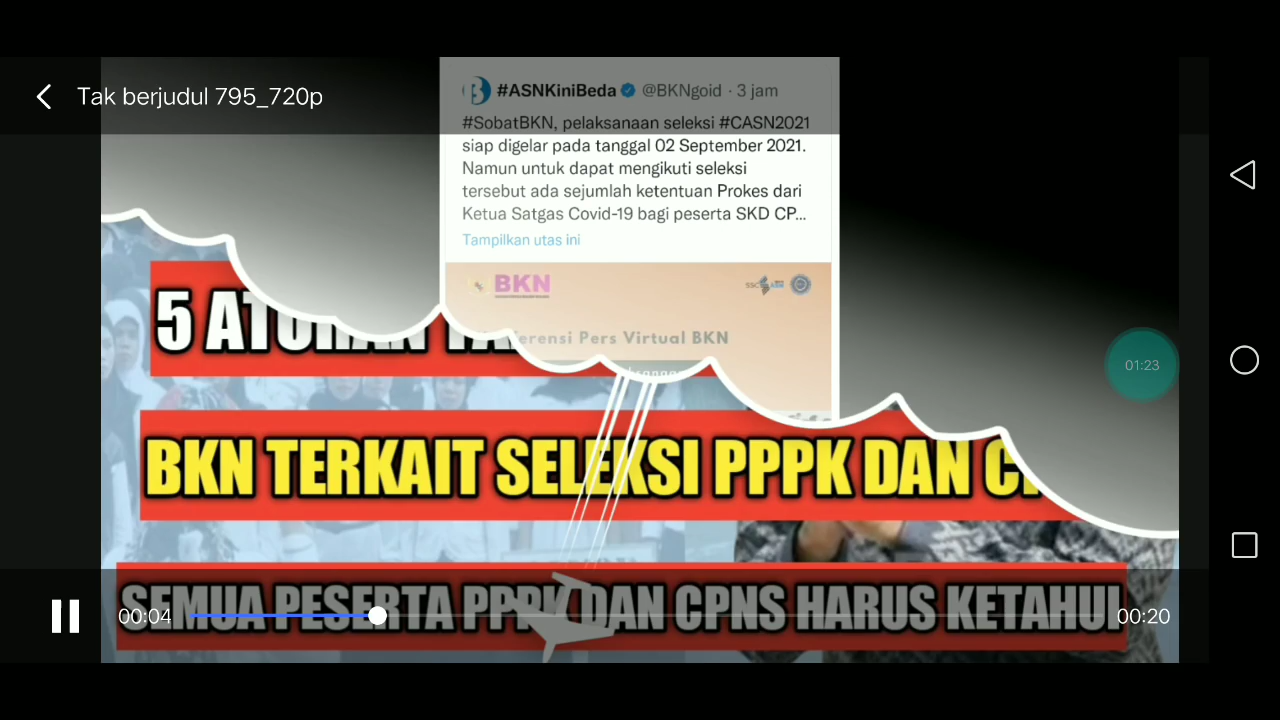 Tak berjudul 795_720p
#ASNKiniBeda @BKNgoid · 3 jam
#SobatBKN, pelaksanaan seleksi #CASN2021
siap digelar pada tanggal 02 September 2021.
Namun untuk dapat mengikuti seleksi
tersebut ada sejumlah ketentuan Prokes dari
Ketua Satgas Covid-19 bagi peserta SKD CP...
Tampilkan utas ini
BKN
Pers Virtual BKN
5 ATURAN
01:23
BKN TERKAIT SELEKSI PPPK DAN
SEMUA PESERTA PPPK DAN CPNS HARUS KETAHUI
00:04
00:20